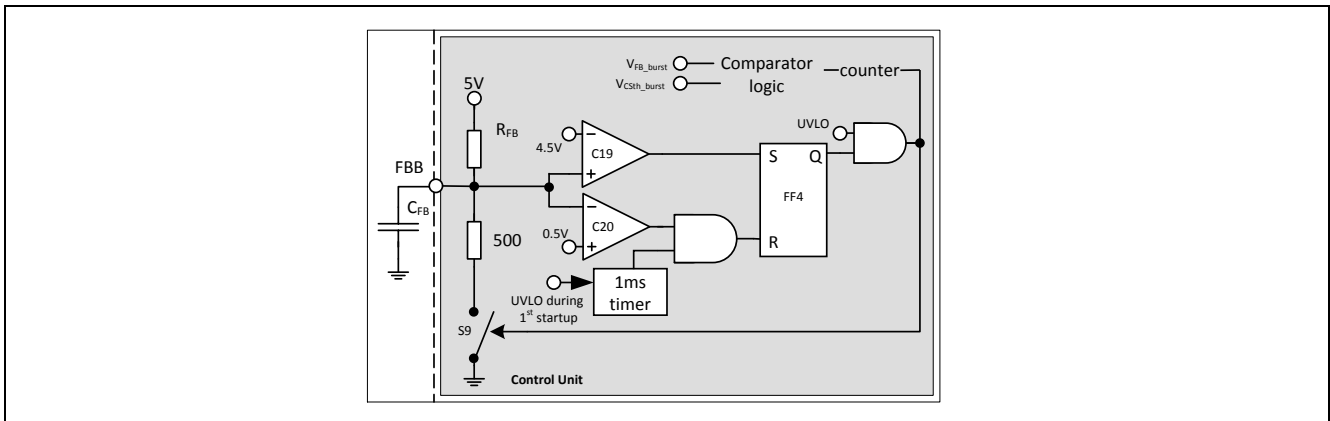 V_FB_burst
Comparator logic
counter
V_CSth_burst
5V
R_FB
UVLO
4.5V
−
C19
+
S
Q
FBB
FF4
C_FB
−
C20
+
500
0.5V
R
1ms timer
UVLO during
1st startup
S9
Control Unit